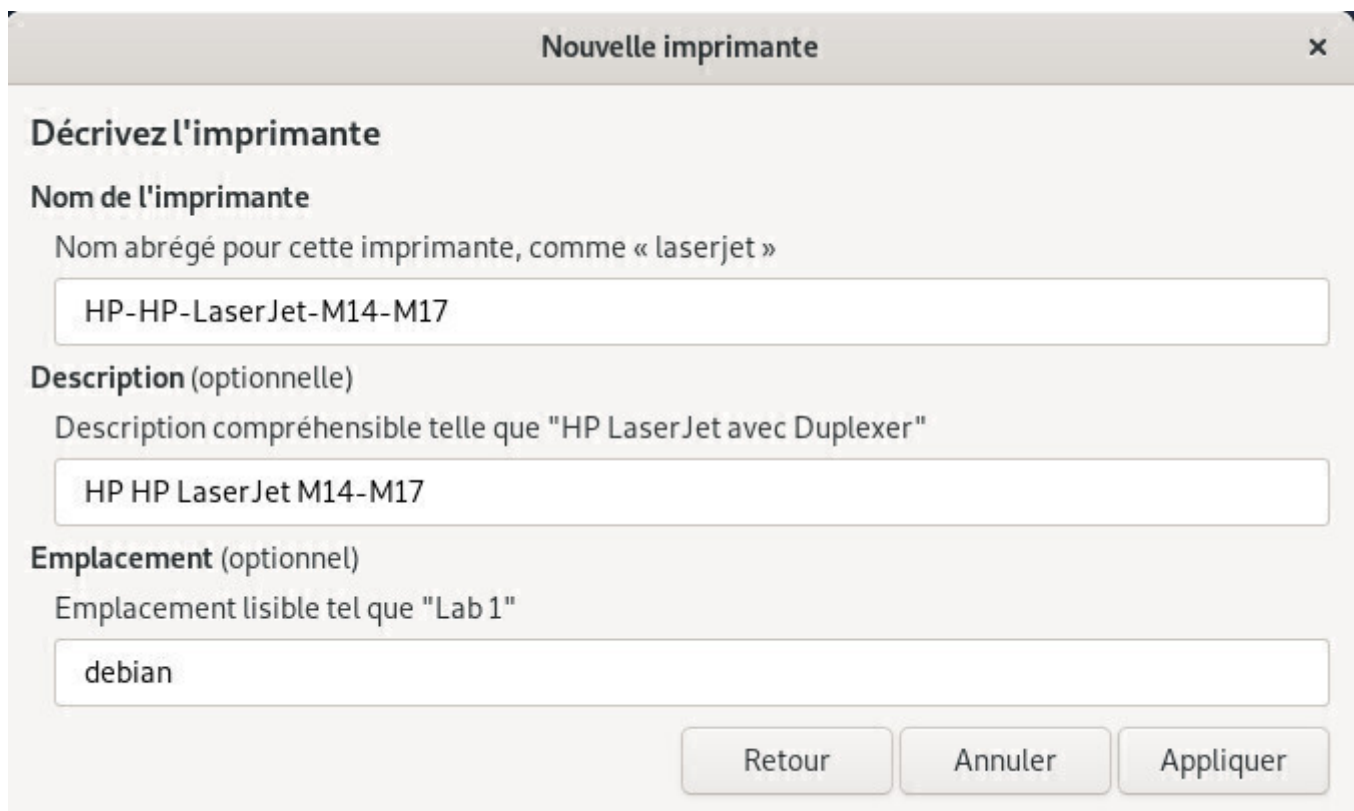 Nouvelle imprimante ×
Décrivez l'imprimante
Nom de l'imprimante
Nom abrégé pour cette imprimante, comme « laserjet »
HP-HP-LaserJet-M14-M17
Description (optionnelle)
Description compréhensible telle que "HP LaserJet avec Duplexer"
HP HP LaserJet M14-M17
Emplacement (optionnel)
Emplacement lisible tel que "Lab 1"
debian
Retour Annuler Appliquer